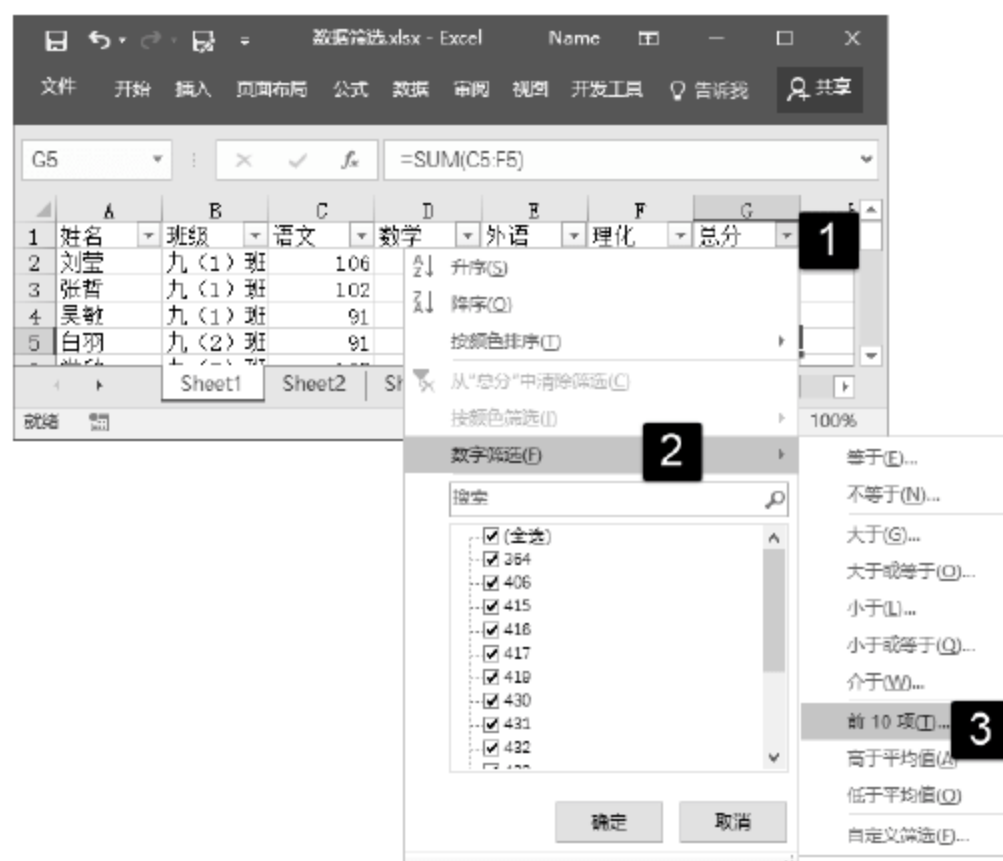 数据筛选.xlsx - Excel Name
文件 开始 插入 页面布局 公式 数据 审阅 视图 开发工具 告诉我 共享
G5 fx =SUM(C5:F5)
A B C D E F G
1 姓名 班级 语文 数学 外语 理化 总分 1
2 刘莹 九（1）班 106
3 张哲 九（1）班 102
4 吴敏 九（1）班 91
5 白羽 九（2）班 91
Sheet1 Sheet2 Sh
就绪 100%
升序(S)
降序(O)
按颜色排序(T)
从"总分"中清除筛选(C)
按颜色筛选(I)
数字筛选(F) 2
搜索
(全选)
364
406
415
416
417
419
430
431
432
确定 取消
等于(E)...
不等于(N)...
大于(G)...
大于或等于(O)...
小于(L)...
小于或等于(Q)...
介于(W)...
前 10 项(T)... 3
高于平均值(A)
低于平均值(O)
自定义筛选(F)...